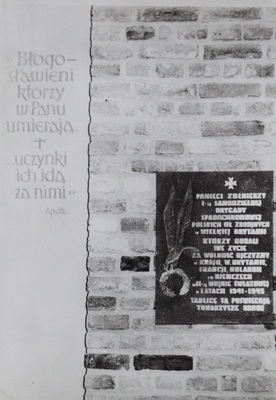 "Błogo-
sławieni
którzy
w Panu
umierają.
...uczynki
ich idą
za nimi"
Apok.
PAMIĘCI ŻOŁNIERZY
1-EJ SAMODZIELNEJ
BRYGADY
SPADOCHRONOWEJ
POLSKICH SIŁ ZBROJNYCH
W WIELKIEJ BRYTANII
KTÓRZY ODDALI
SWE ŻYCIE
ZA WOLNOŚĆ OJCZYZNY
W KRAJU, W. BRYTANII,
FRANCJI, HOLANDII
I W NIEMCZECH
W II-EJ WOJNIE ŚWIATOWEJ
W LATACH 1941-1945
TABLICĘ TĄ POŚWIĘCAJĄ
TOWARZYSZE BRONI